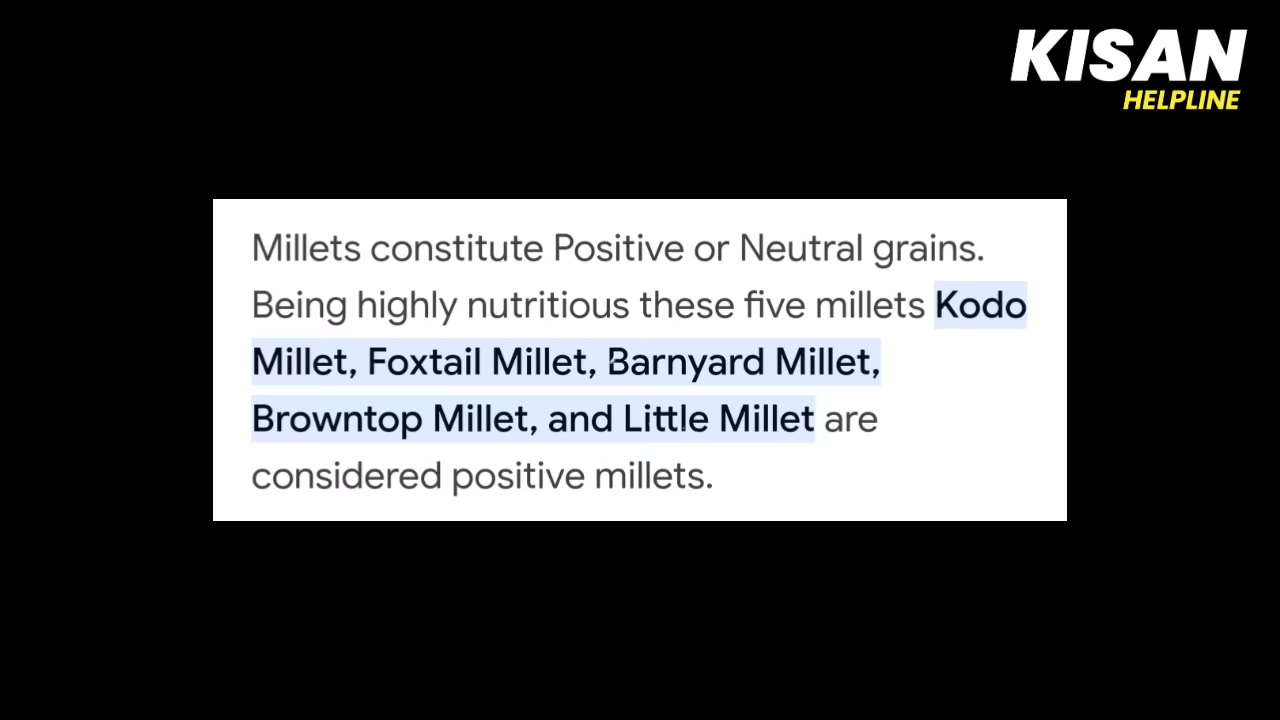 KISAN
HELPLINE
Millets constitute Positive or Neutral grains.
Being highly nutritious these five millets Kodo
Millet, Foxtail Millet, Barnyard Millet,
Browntop Millet, and Little Millet are
considered positive millets.